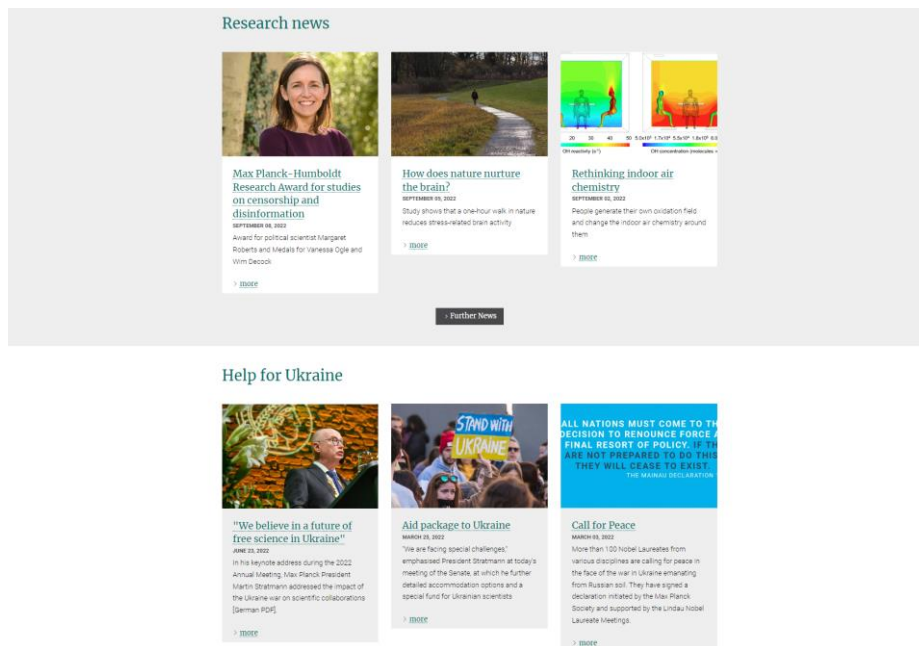 Research news
20 30 40 50
OH reactivity (s⁻¹)
OH concentration (molecules
Max Planck-Humboldt
Research Award for studies
on censorship and
disinformation
SEPTEMBER 08, 2022
Award for political scientist Margaret
Roberts and Medals for Vanessa Ogle and
Wim Decock
> more
How does nature nurture
the brain?
SEPTEMBER 05, 2022
Study shows that a one-hour walk in nature
reduces stress-related brain activity
> more
Rethinking indoor air
chemistry
SEPTEMBER 02, 2022
People generate their own oxidation field
and change the indoor air chemistry around
them
> more
> Further News
Help for Ukraine
"We believe in a future of
free science in Ukraine"
JUNE 23, 2022
In his keynote address during the 2022
Annual Meeting, Max Planck President
Martin Stratmann addressed the impact of
the Ukraine war on scientific collaborations
[German PDF].
> more
STAND WITH
UKRAINE
Aid package to Ukraine
MARCH 25, 2022
"We are facing special challenges,"
emphasised President Stratmann at today's
meeting of the Senate, at which he further
detailed accommodation options and a
special fund for Ukrainian scientists
> more
ALL NATIONS MUST COME TO TH
DECISION TO RENOUNCE FORCE A
FINAL RESORT OF POLICY. IF TH
ARE NOT PREPARED TO DO THIS
THEY WILL CEASE TO EXIST.
THE MAINAU DECLARATION
Call for Peace
MARCH 03, 2022
More than 100 Nobel Laureates from
various disciplines are calling for peace in
the face of the war in Ukraine emanating
from Russian soil. They have signed a
declaration initiated by the Max Planck
Society and supported by the Lindau Nobel
Laureate Meetings.
> more